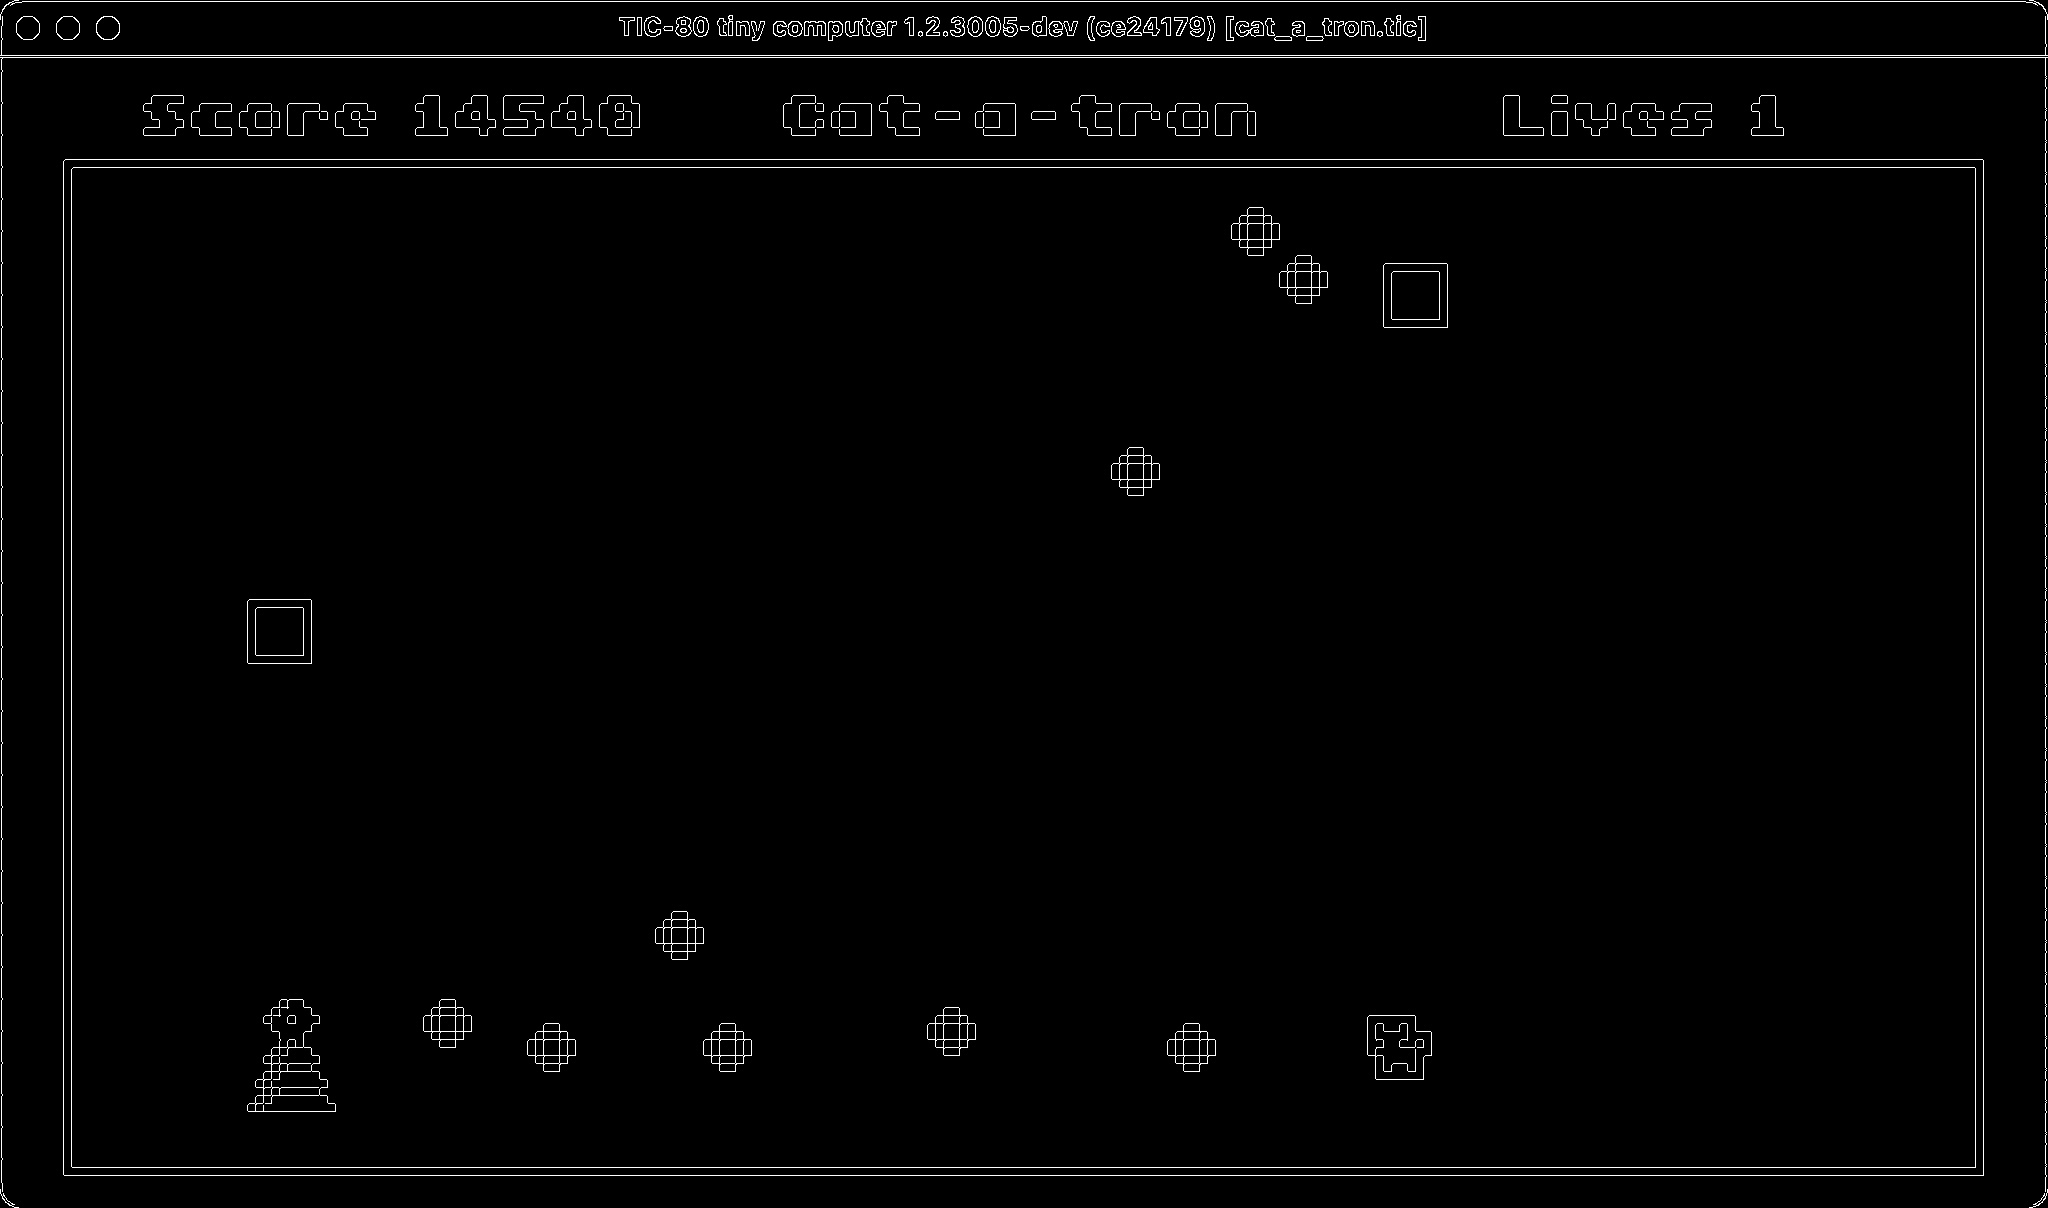 TIC-80 tiny computer 1.2.3005-dev (ce24179) [cat_a_tron.tic]
Score 14540 Cat-a-tron Lives 1